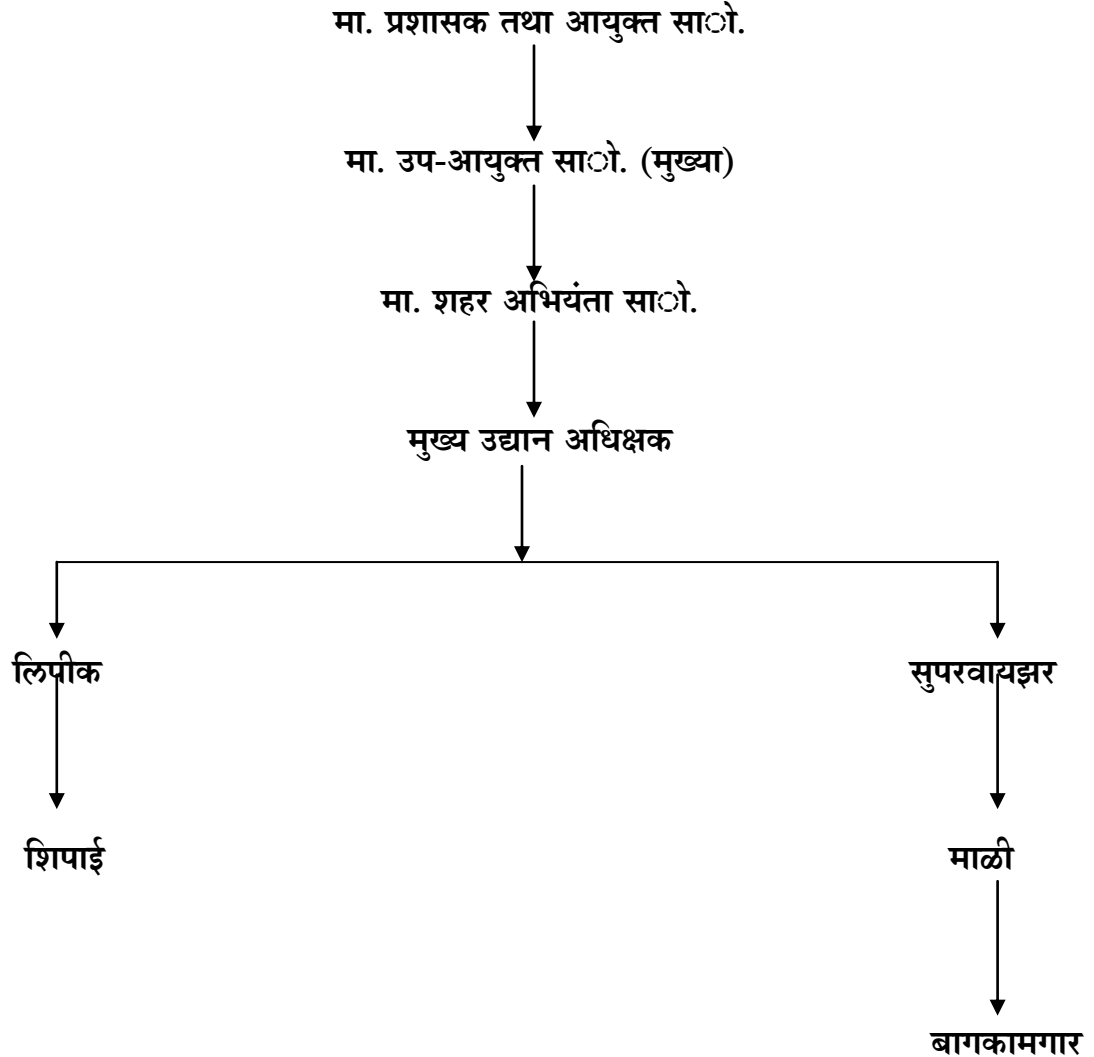 मा. प्रशासक तथा आयुक्त साो.
मा. उप-आयुक्त साो. (मुख्या)
मा. शहर अभियंता साो.
मुख्य उद्यान अधिक्षक
लिपीक
सुपरवायझर
शिपाई
माळी
बागकामगार